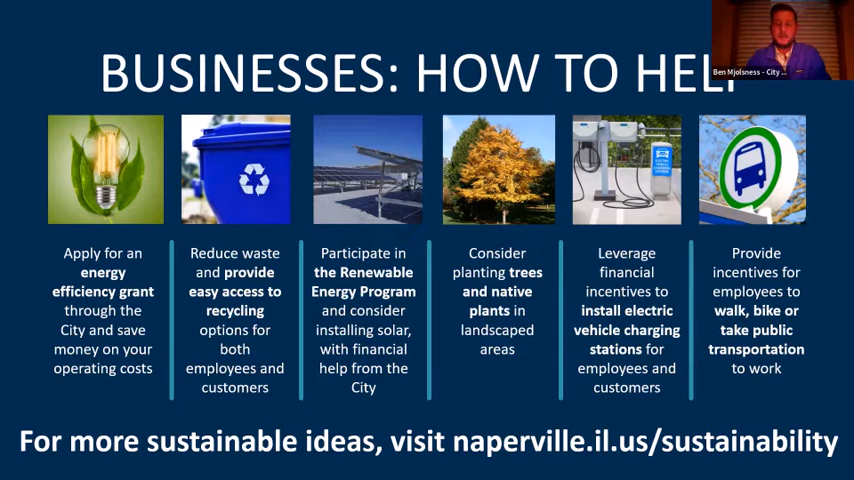 BUSINESSES: HOW TO HELP
Ben Mjolsness - City ...
Apply for an
energy
efficiency grant
through the
City and save
money on your
operating costs
Reduce waste
and provide
easy access to
recycling
options for
both
employees and
customers
Participate in
the Renewable
Energy Program
and consider
installing solar,
with financial
help from the
City
Consider
planting trees
and native
plants in
landscaped
areas
Leverage
financial
incentives to
install electric
vehicle charging
stations for
employees and
customers
Provide
incentives for
employees to
walk, bike or
take public
transportation
to work
For more sustainable ideas, visit naperville.il.us/sustainability